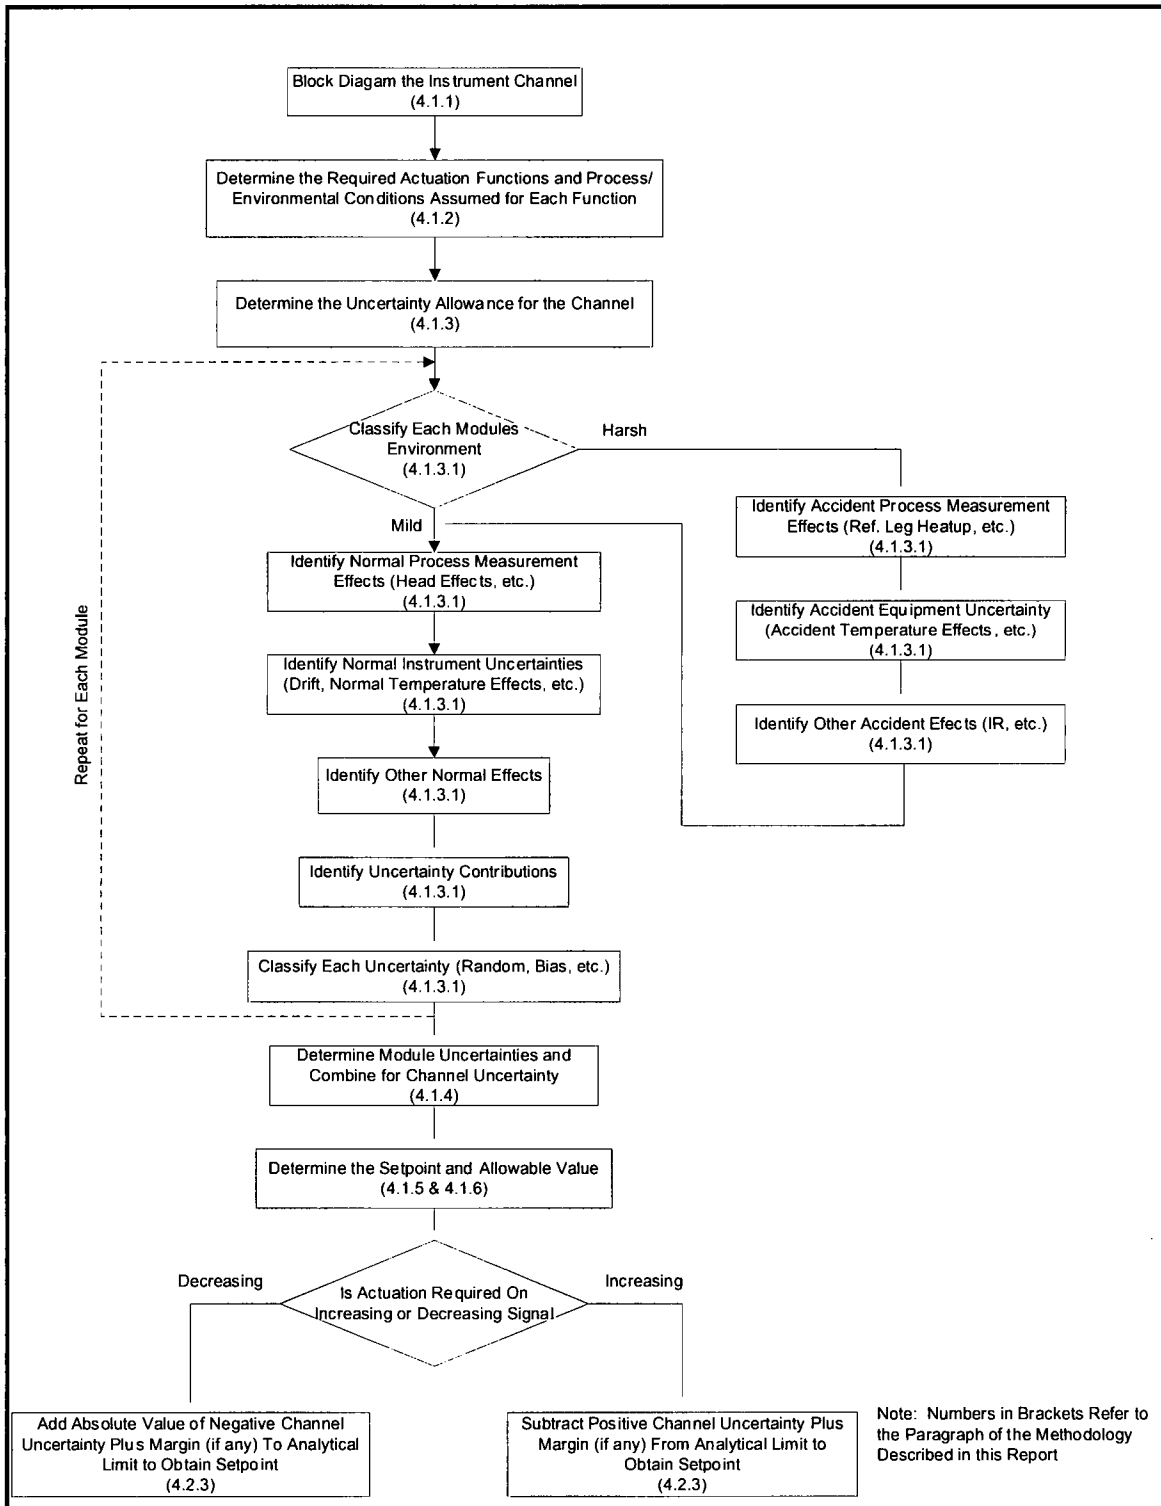 Block Diagam the Instrument Channel
(4.1.1)
Determine the Required Actuation Functions and Process/
Environmental Conditions Assumed for Each Function
(4.1.2)
Determine the Uncertainty Allowance for the Channel
(4.1.3)
Classify Each Modules
Environment
(4.1.3.1)
Harsh
Mild
Identify Accident Process Measurement
Effects (Ref. Leg Heatup, etc.)
(4.1.3.1)
Identify Accident Equipment Uncertainty
(Accident Temperature Effects, etc.)
(4.1.3.1)
Identify Other Accident Efects (IR, etc.)
(4.1.3.1)
Identify Normal Process Measurement
Effects (Head Effects, etc.)
(4.1.3.1)
Identify Normal Instrument Uncertainties
(Drift, Normal Temperature Effects, etc.)
(4.1.3.1)
Identify Other Normal Effects
(4.1.3.1)
Identify Uncertainty Contributions
(4.1.3.1)
Classify Each Uncertainty (Random, Bias, etc.)
(4.1.3.1)
Repeat for Each Module
Determine Module Uncertainties and
Combine for Channel Uncertainty
(4.1.4)
Determine the Setpoint and Allowable Value
(4.1.5 & 4.1.6)
Is Actuation Required On
Increasing or Decreasing Signal
Decreasing
Increasing
Add Absolute Value of Negative Channel
Uncertainty Plus Margin (if any) To Analytical
Limit to Obtain Setpoint
(4.2.3)
Subtract Positive Channel Uncertainty Plus
Margin (if any) From Analytical Limit to
Obtain Setpoint
(4.2.3)
Note: Numbers in Brackets Refer to
the Paragraph of the Methodology
Described in this Report